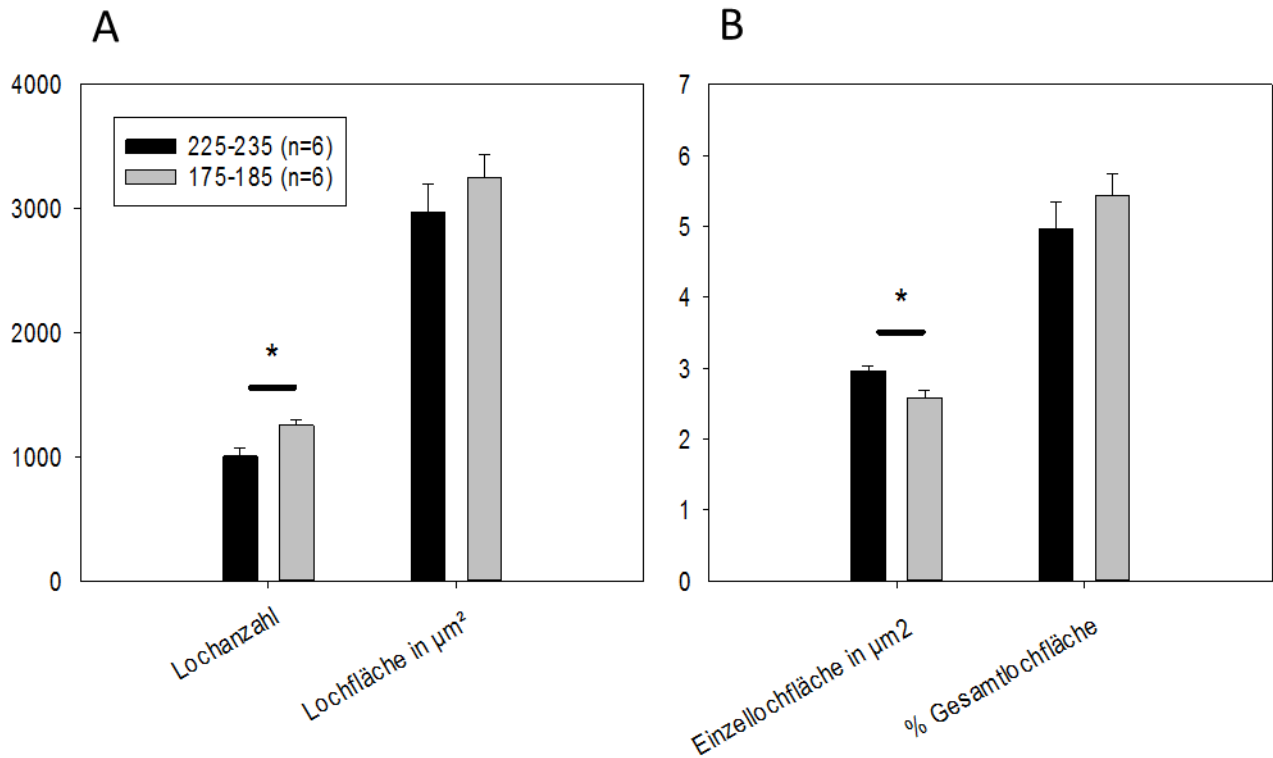 A
B
4000
3000
2000
1000
0
225-235 (n=6)
175-185 (n=6)
*
Lochanzahl
Lochfläche in µm²
7
6
5
4
3
2
1
0
*
Einzellochfläche in µm2
% Gesamtlochfläche